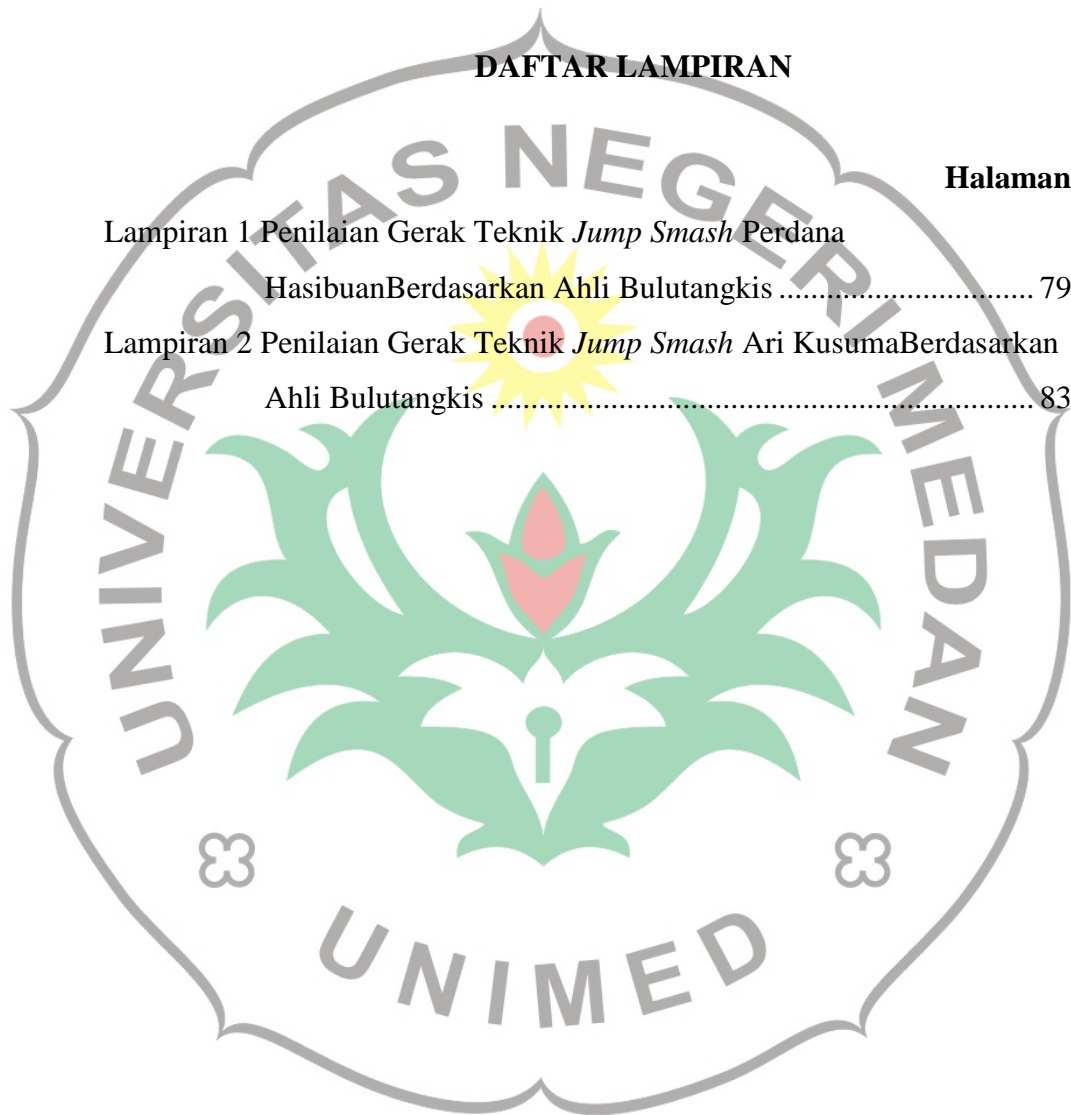 DAFTAR LAMPIRAN
Halaman
Lampiran 1 Penilaian Gerak Teknik Jump Smash Perdana
HasibuanBerdasarkan Ahli Bulutangkis ................................ 79
Lampiran 2 Penilaian Gerak Teknik Jump Smash Ari KusumaBerdasarkan
Ahli Bulutangkis .................................................................... 83
UNIVERSITAS NEGERI MEDAN
UNIMED